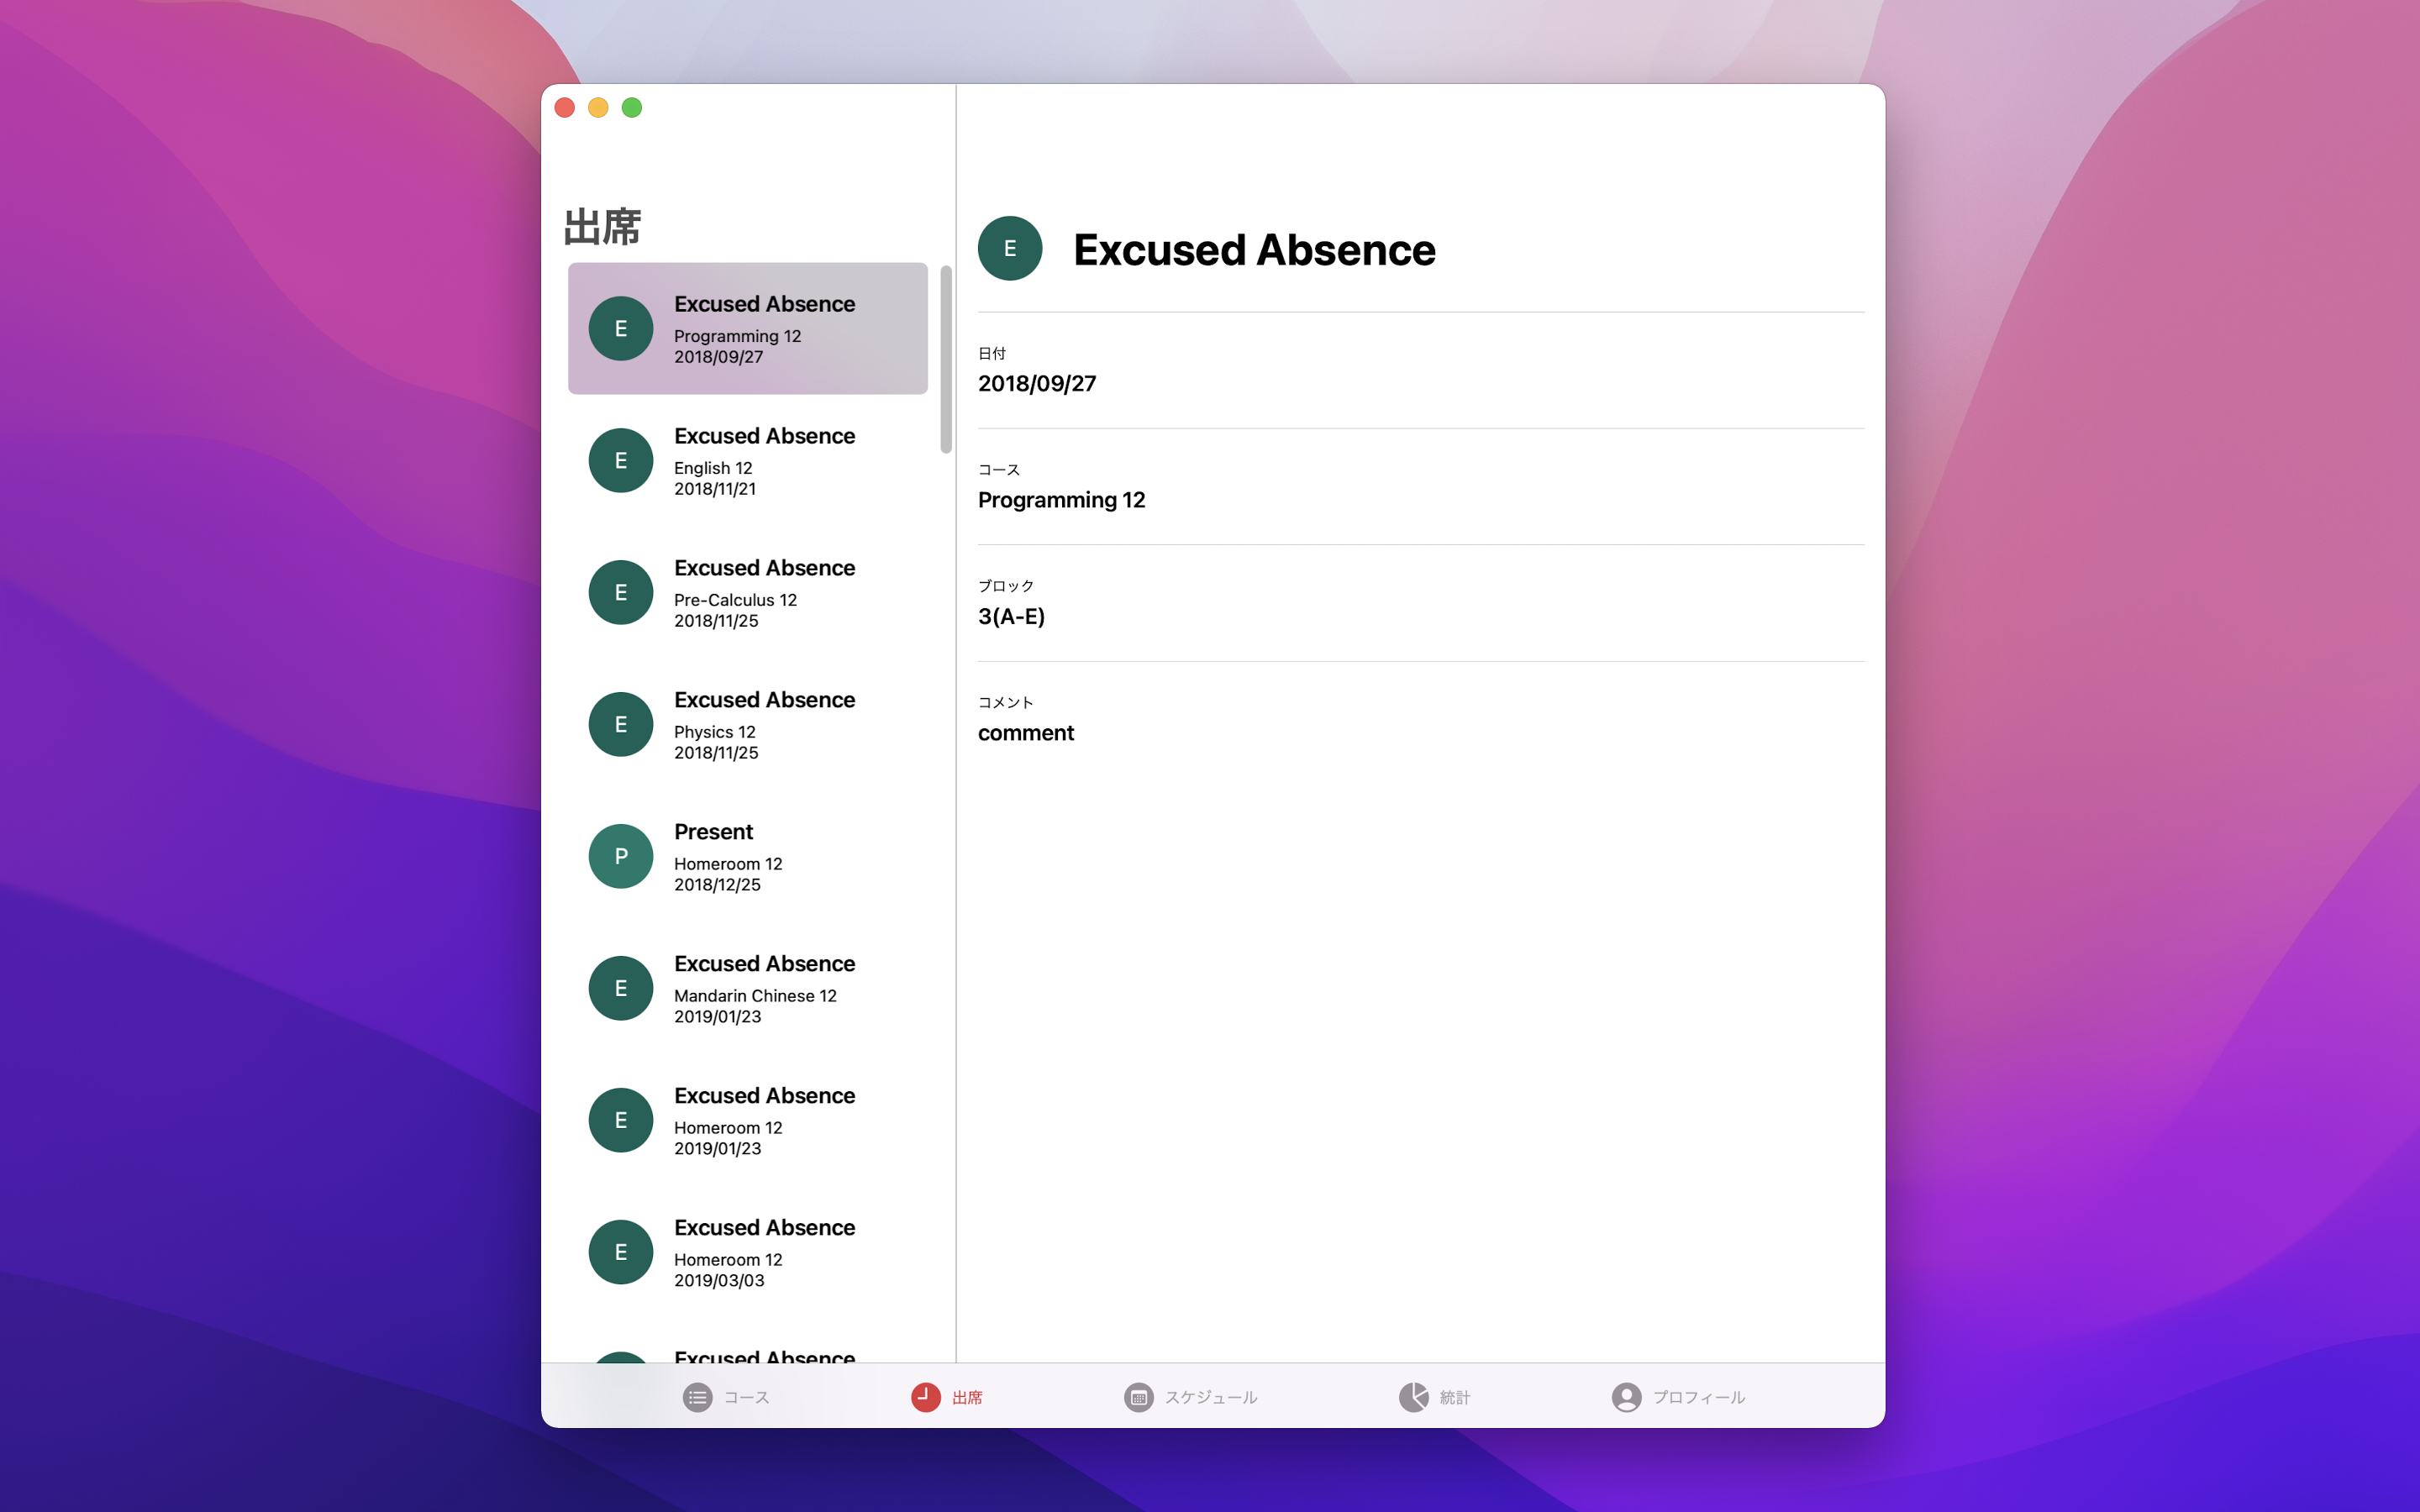 出席
E
Excused Absence
Programming 12
2018/09/27
E
Excused Absence
English 12
2018/11/21
E
Excused Absence
Pre-Calculus 12
2018/11/25
E
Excused Absence
Physics 12
2018/11/25
P
Present
Homeroom 12
2018/12/25
E
Excused Absence
Mandarin Chinese 12
2019/01/23
E
Excused Absence
Homeroom 12
2019/01/23
E
Excused Absence
Homeroom 12
2019/03/03
Excused Absence
E
Excused Absence
日付
2018/09/27
コース
Programming 12
ブロック
3(A-E)
コメント
comment
コース
出席
スケジュール
統計
プロフィール